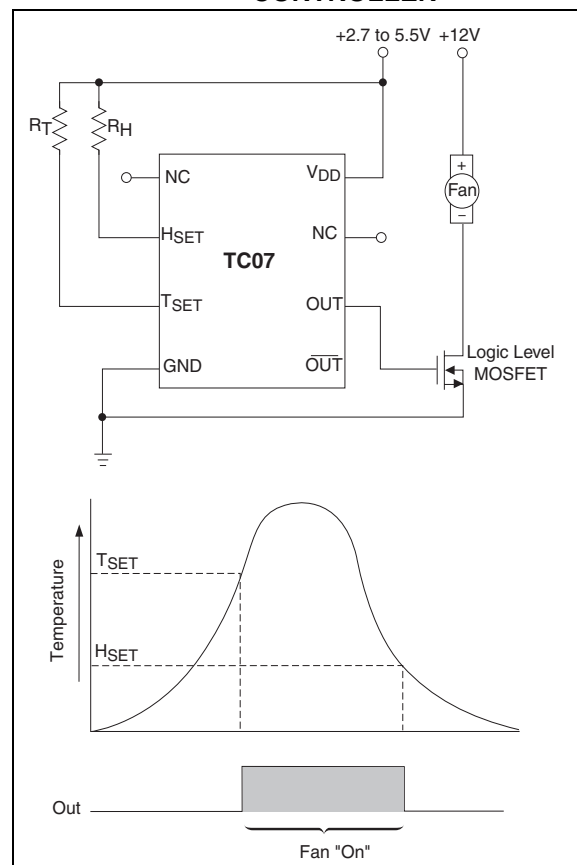 CONTROLLER
+2.7 to 5.5V +12V
RT RH
NC VDD
+
Fan
–
HSET NC
TC07
TSET OUT
Logic Level
MOSFET
GND OUT
Temperature
TSET
HSET
Out
Fan "On"